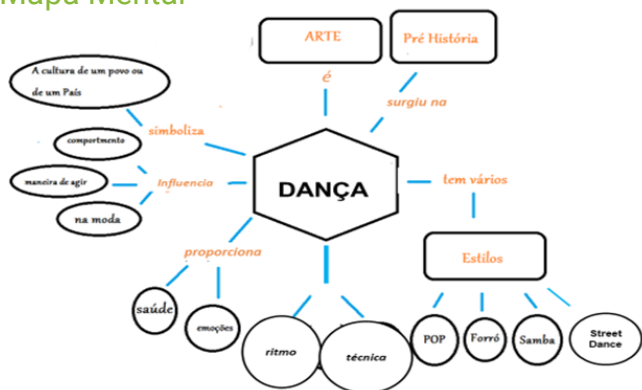 Mapa Mental
ARTE
Pré História
é
surgiu na
A cultura de um povo ou
de um País
simboliza
comportmento
maneira de agir
Influencia
na moda
DANÇA
tem vários
proporciona
Estilos
saúde
emoções
ritmo
técnica
POP
Forró
Samba
Street
Dance